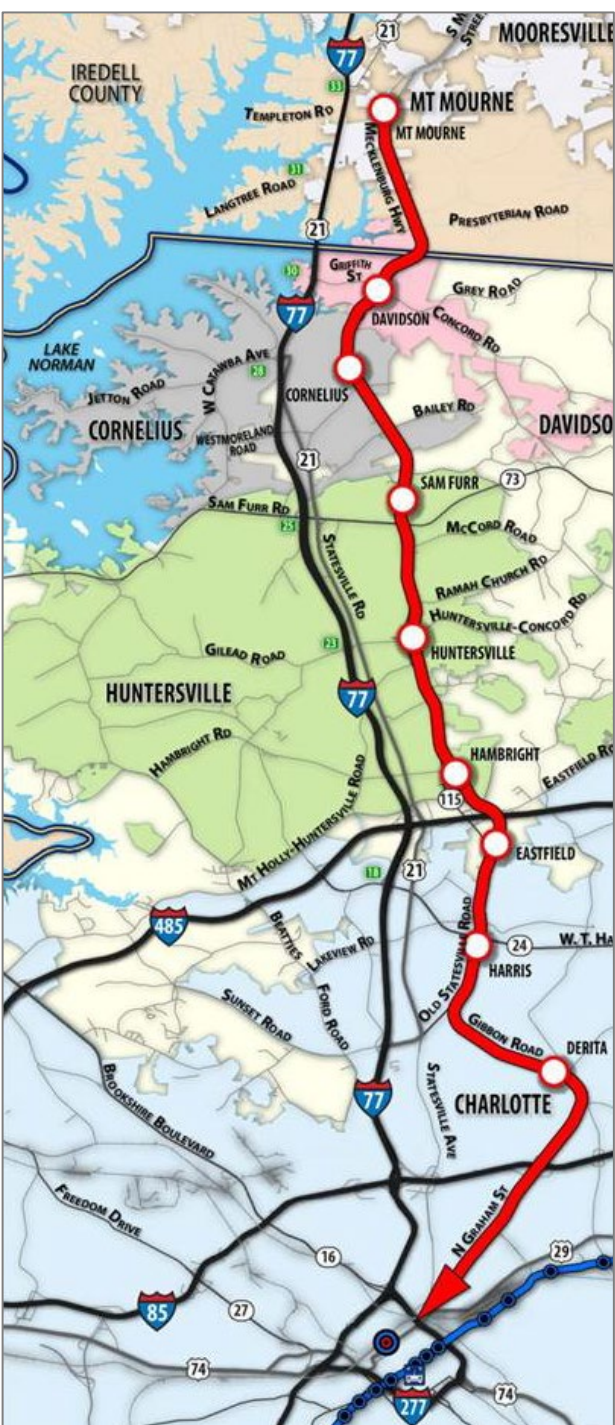 21
MOORESVILLE
77
IREDELL
COUNTY
33
TEMPLETON RD
MT MOURNE
MT MOURNE
MECKLENBURG HWY
31
LANGTREE ROAD
21
PRESBYTERIAN ROAD
30
GRIFFITH
ST
GREY ROAD
77
DAVIDSON
CONCORD
RD
LAKE
NORMAN
W CATAWBA AVE
28
JETTON ROAD
CORNELIUS
CORNELIUS
BAILEY RD
WESTMORELAND
ROAD
21
DAVIDSO
SAM FURR
73
SAM FURR RD
25
STATESVILLE RD
MCCORD ROAD
RAMAH CHURCH
RD
HUNTERSVILLE-CONCORD
RD
23
GILEAD ROAD
HUNTERSVILLE
HUNTERSVILLE
77
HAMBRIGHT RD
HAMBRIGHT
EASTFIELD R
115
MT HOLLY-HUNTERSVILLE ROAD
EASTFIELD
18
21
485
BEATTIES
FORD ROAD
LAKEVIEW RD
OLD STATESVILLE ROAD
24
W. T. HA
HARRIS
SUNSET ROAD
GIBBON ROAD
DERITA
BROOKSHIRE BOULEVARD
77
STATESVILLE
AVE
CHARLOTTE
FREEDOM DRIVE
N GRAHAM ST
16
29
85
27
74
277
74